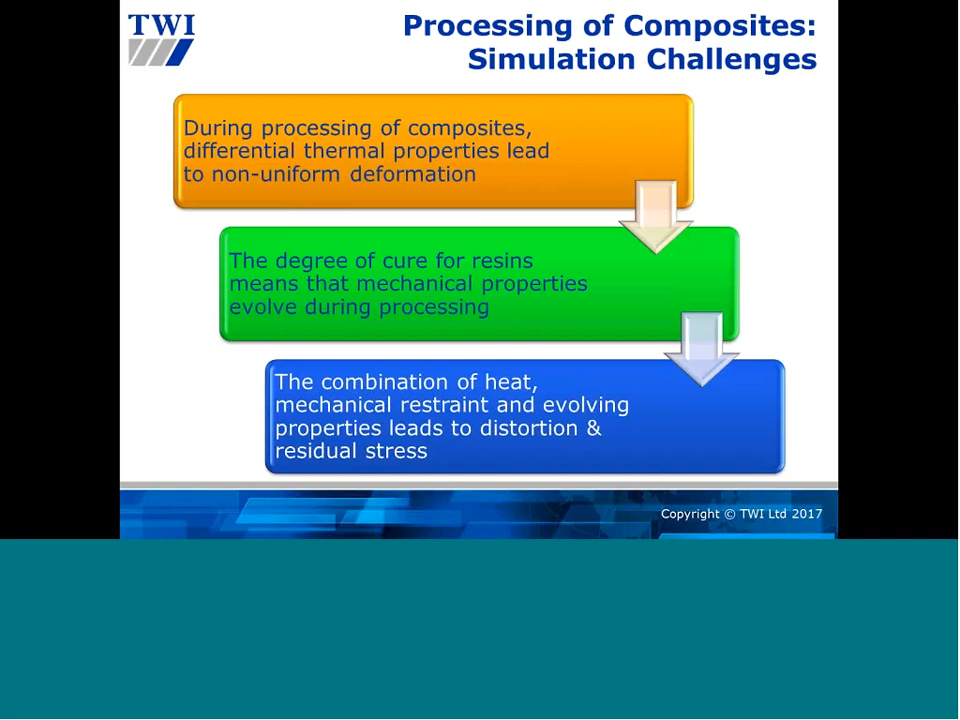 TWI
Processing of Composites:
Simulation Challenges
During processing of composites,
differential thermal properties lead
to non-uniform deformation
The degree of cure for resins
means that mechanical properties
evolve during processing
The combination of heat,
mechanical restraint and evolving
properties leads to distortion &
residual stress
Copyright © TWI Ltd 2017